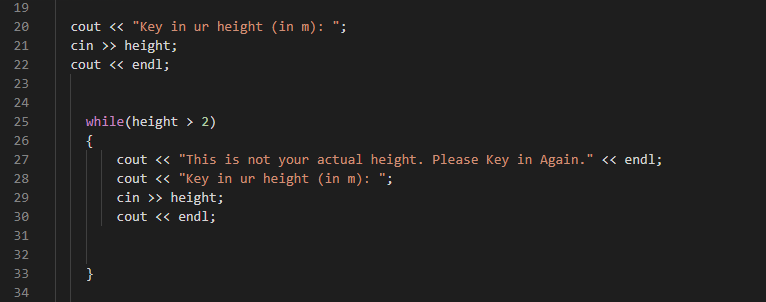 19
20 cout << "Key in ur height (in m): ";
21 cin >> height;
22 cout << endl;
23
24
25 while(height > 2)
26 {
27 cout << "This is not your actual height. Please Key in Again." << endl;
28 cout << "Key in ur height (in m): ";
29 cin >> height;
30 cout << endl;
31
32
33 }
34